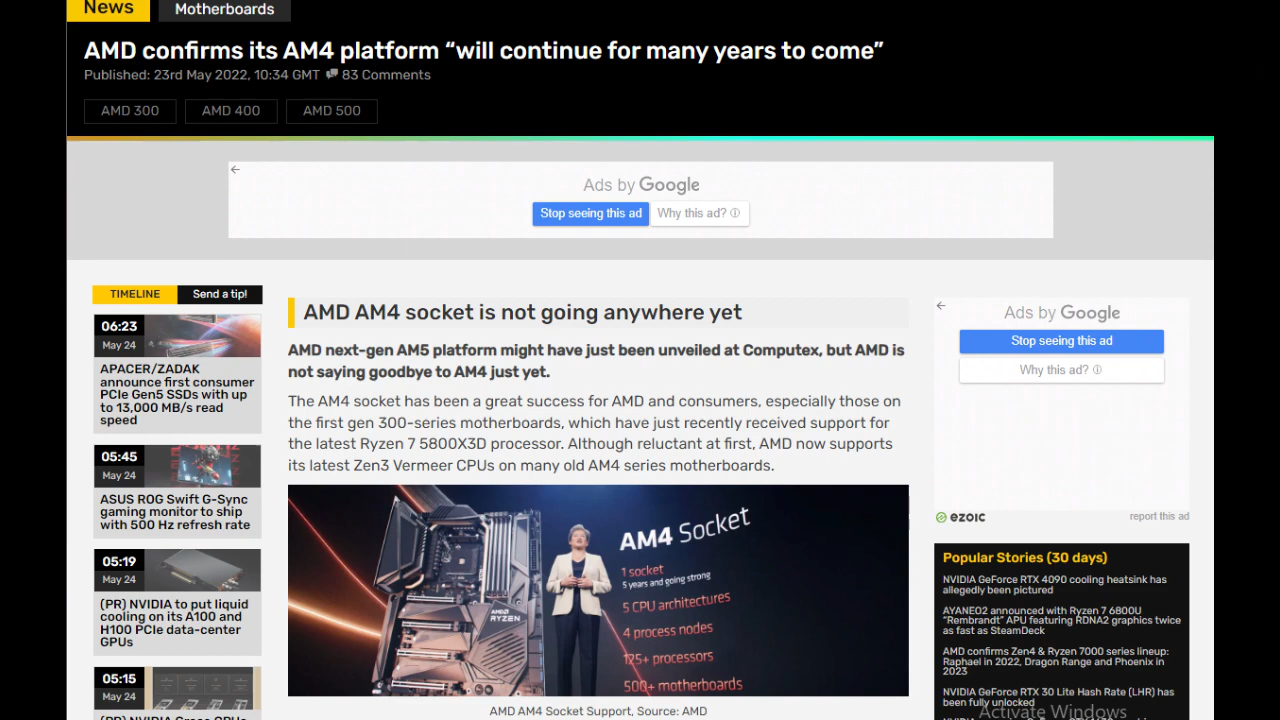 News
Motherboards
AMD confirms its AM4 platform “will continue for many years to come”
Published: 23rd May 2022, 10:34 GMT 83 Comments
AMD 300
AMD 400
AMD 500
Ads by Google
Stop seeing this ad
Why this ad?
TIMELINE
Send a tip!
06:23
May 24
APACER/ZADAK
announce first consumer
PCIe Gen5 SSDs with up
to 13,000 MB/s read
speed
05:45
May 24
ASUS ROG Swift G-Sync
gaming monitor to ship
with 500 Hz refresh rate
05:19
May 24
(PR) NVIDIA to put liquid
cooling on its A100 and
H100 PCIe data-center
GPUs
05:15
May 24
AMD AM4 socket is not going anywhere yet
AMD next-gen AM5 platform might have just been unveiled at Computex, but AMD is
not saying goodbye to AM4 just yet.
The AM4 socket has been a great success for AMD and consumers, especially those on
the first gen 300-series motherboards, which have just recently received support for
the latest Ryzen 7 5800X3D processor. Although reluctant at first, AMD now supports
its latest Zen3 Vermeer CPUs on many old AM4 series motherboards.
AMD
RYZEN
AM4 Socket
1 socket
5 years and going strong
5 CPU architectures
4 process nodes
125+ processors
500+ motherboards
AMD AM4 Socket Support, Source: AMD
Ads by Google
Stop seeing this ad
Why this ad?
ezoic
report this ad
Popular Stories (30 days)
NVIDIA GeForce RTX 4090 cooling heatsink has
allegedly been pictured
AYANEO2 announced with Ryzen 7 6800U
“Rembrandt” APU featuring RDNA2 graphics twice
as fast as SteamDeck
AMD confirms Zen4 & Ryzen 7000 series lineup:
Raphael in 2022, Dragon Range and Phoenix in
2023
NVIDIA GeForce RTX 30 Lite Hash Rate (LHR) has
been fully unlocked
Activate Windows